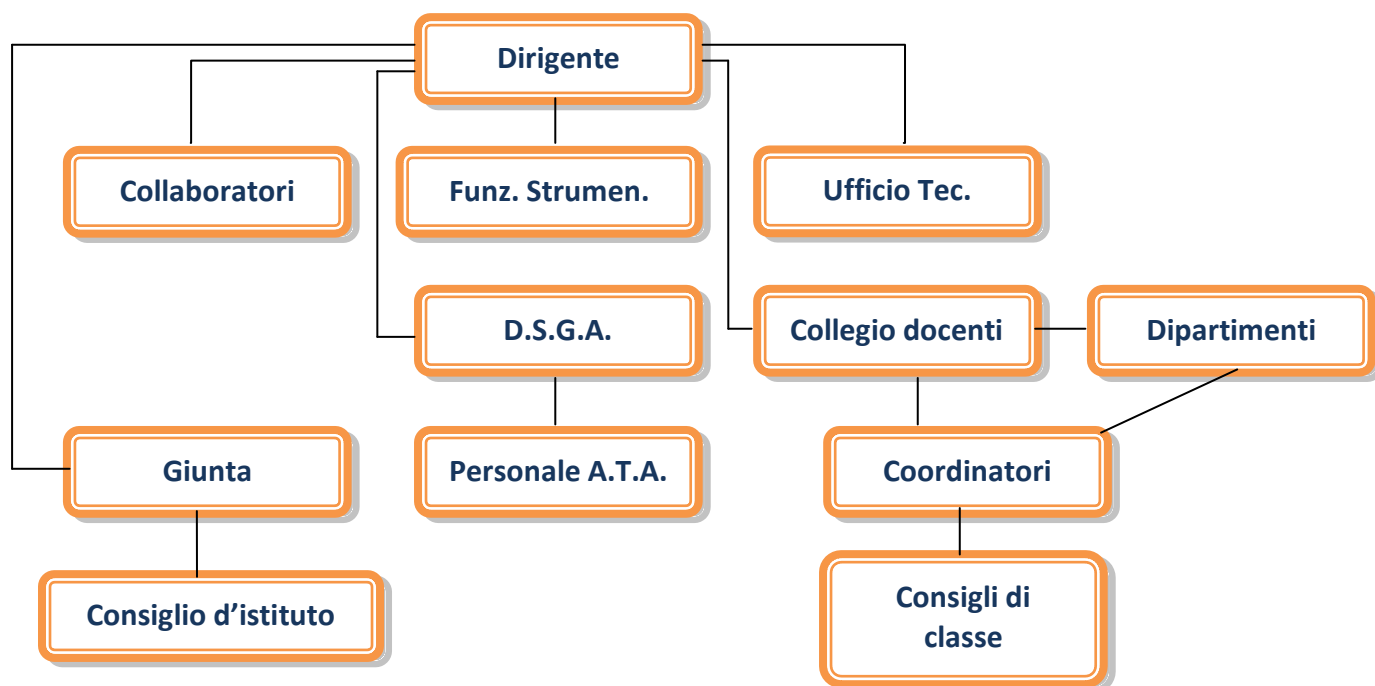 Dirigente
Collaboratori
Funz. Strumen.
Ufficio Tec.
D.S.G.A.
Collegio docenti
Dipartimenti
Giunta
Personale A.T.A.
Coordinatori
Consiglio d’istituto
Consigli di
classe